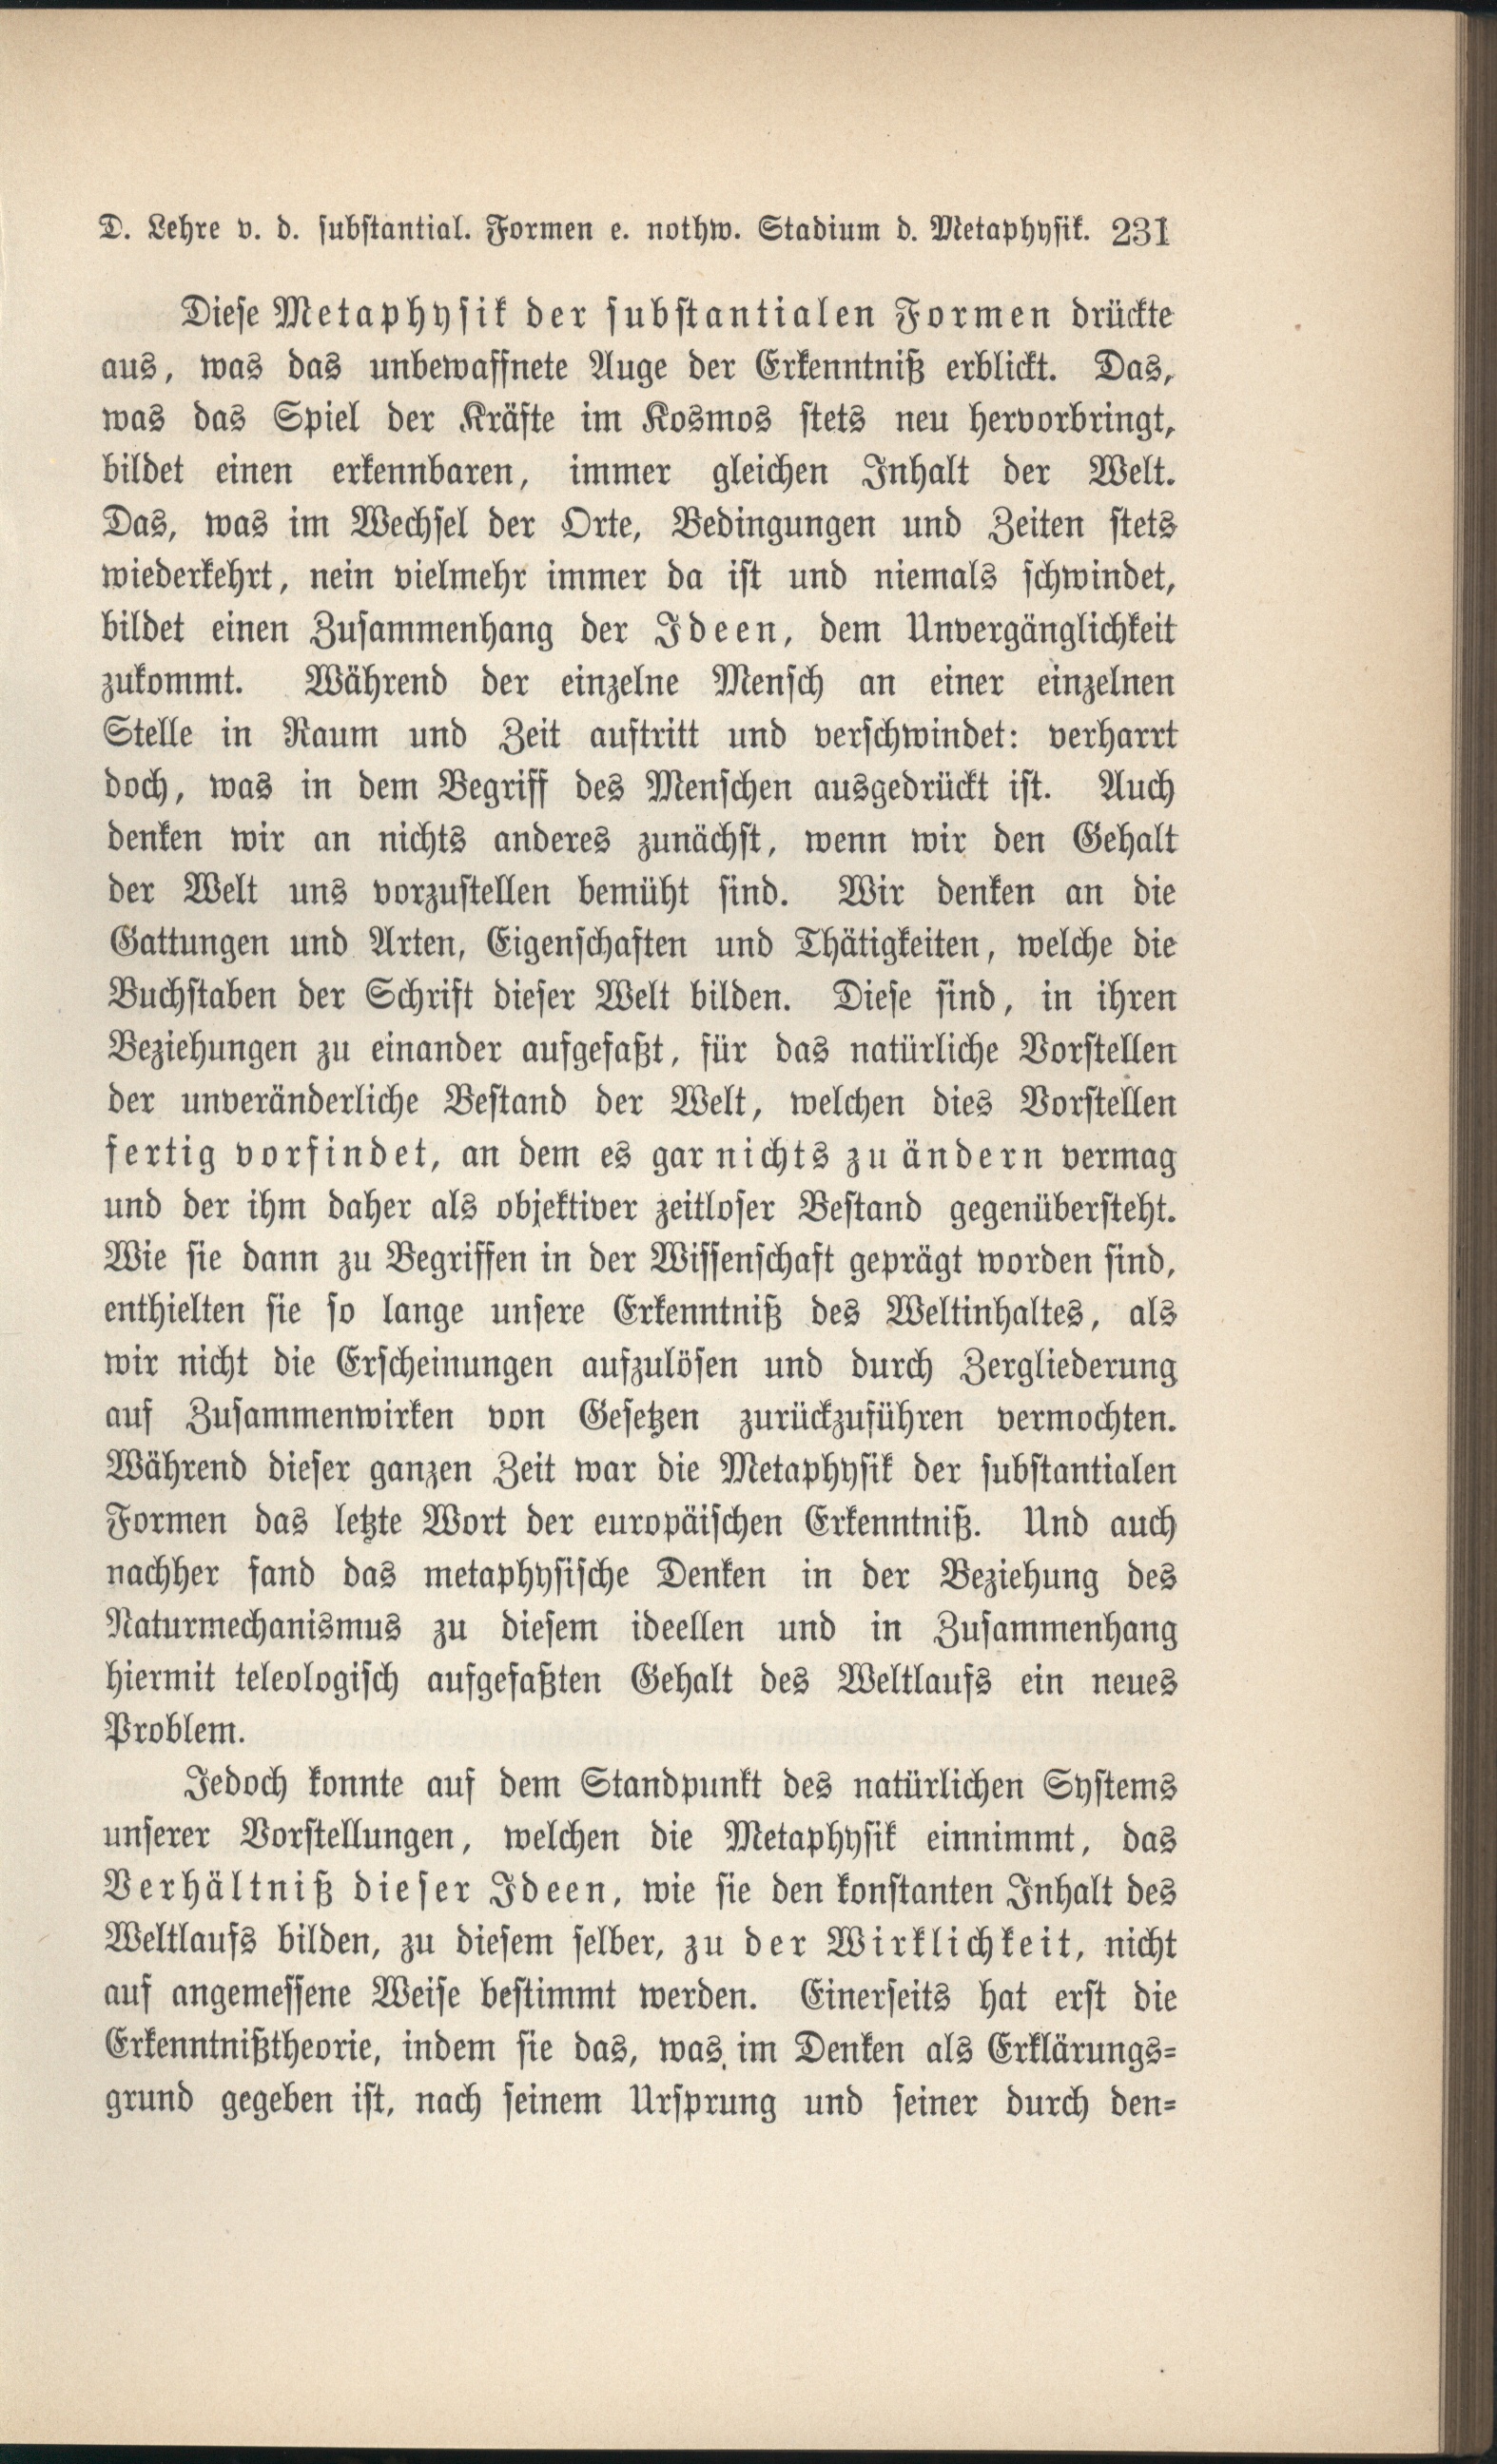 D. Lehre v. d. substantial. Formen e. nothw. Stadium d. Metaphysik. 231
Diese Metaphysik der substantialen Formen drückte
aus, was das unbewaffnete Auge der Erkenntniß erblickt. Das,
was das Spiel der Kräfte im Kosmos stets neu hervorbringt,
bildet einen erkennbaren, immer gleichen Inhalt der Welt.
Das, was im Wechsel der Orte, Bedingungen und Zeiten stets
wiederkehrt, nein vielmehr immer da ist und niemals schwindet,
bildet einen Zusammenhang der Ideen, dem Unvergänglichkeit
zukommt. Während der einzelne Mensch an einer einzelnen
Stelle in Raum und Zeit auftritt und verschwindet: verharrt
doch, was in dem Begriff des Menschen ausgedrückt ist. Auch
denken wir an nichts anderes zunächst, wenn wir den Gehalt
der Welt uns vorzustellen bemüht sind. Wir denken an die
Gattungen und Arten, Eigenschaften und Thätigkeiten, welche die
Buchstaben der Schrift dieser Welt bilden. Diese sind, in ihren
Beziehungen zu einander aufgefaßt, für das natürliche Vorstellen
der unveränderliche Bestand der Welt, welchen dies Vorstellen
fertig vorfindet, an dem es gar nichts zu ändern vermag
und der ihm daher als objektiver zeitloser Bestand gegenübersteht.
Wie sie dann zu Begriffen in der Wissenschaft geprägt worden sind,
enthielten sie so lange unsere Erkenntniß des Weltinhaltes, als
wir nicht die Erscheinungen aufzulösen und durch Zergliederung
auf Zusammenwirken von Gesetzen zurückzuführen vermochten.
Während dieser ganzen Zeit war die Metaphysik der substantialen
Formen das letzte Wort der europäischen Erkenntniß. Und auch
nachher fand das metaphysische Denken in der Beziehung des
Naturmechanismus zu diesem ideellen und in Zusammenhang
hiermit teleologisch aufgefaßten Gehalt des Weltlaufs ein neues
Problem.
Jedoch konnte auf dem Standpunkt des natürlichen Systems
unserer Vorstellungen, welchen die Metaphysik einnimmt, das
Verhältniß dieser Ideen, wie sie den konstanten Inhalt des
Weltlaufs bilden, zu diesem selber, zu der Wirklichkeit, nicht
auf angemessene Weise bestimmt werden. Einerseits hat erst die
Erkenntnißtheorie, indem sie das, was im Denken als Erklärungs-
grund gegeben ist, nach seinem Ursprung und seiner durch den-